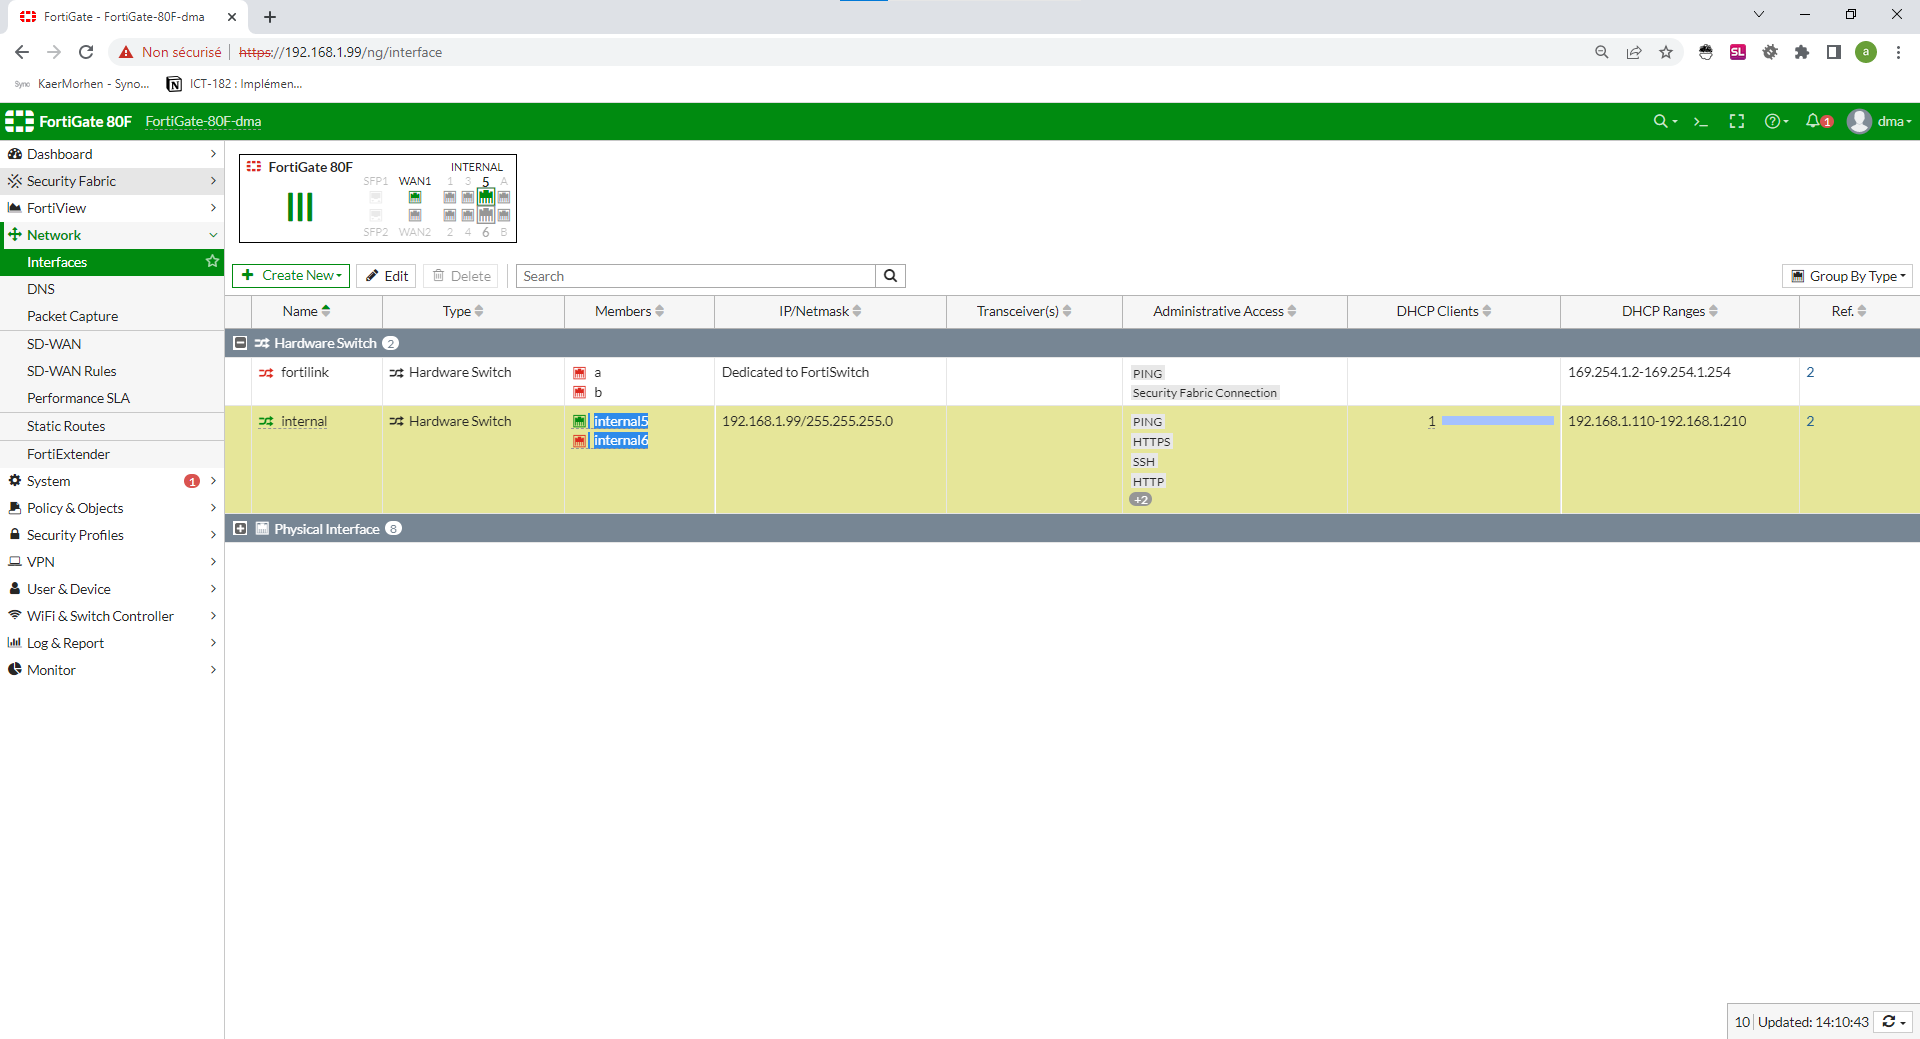 FortiGate - FortiGate-80F-dma
Non sécurisé https://192.168.1.99/ng/interface
Sync KaerMorhen - Syno... ICT-182 : Implémen...
SL a
FortiGate 80F FortiGate-80F-dma 1 dma
Dashboard
Security Fabric
FortiView
Network
Interfaces
DNS
Packet Capture
SD-WAN
SD-WAN Rules
Performance SLA
Static Routes
FortiExtender
System 1
Policy & Objects
Security Profiles
VPN
User & Device
WiFi & Switch Controller
Log & Report
Monitor
FortiGate 80F INTERNAL
SFP1 WAN1 1 3 5 A
SFP2 WAN2 2 4 6 B
Create New Edit Delete Search Group By Type
Name Type Members IP/Netmask Transceiver(s) Administrative Access DHCP Clients DHCP Ranges Ref.
Hardware Switch 2
fortilink Hardware Switch a Dedicated to FortiSwitch PING 169.254.1.2-169.254.1.254 2
b Security Fabric Connection
internal Hardware Switch internal5 192.168.1.99/255.255.255.0 PING 1 192.168.1.110-192.168.1.210 2
internal6 HTTPS
SSH
HTTP
+2
Physical Interface 8
10 Updated: 14:10:43